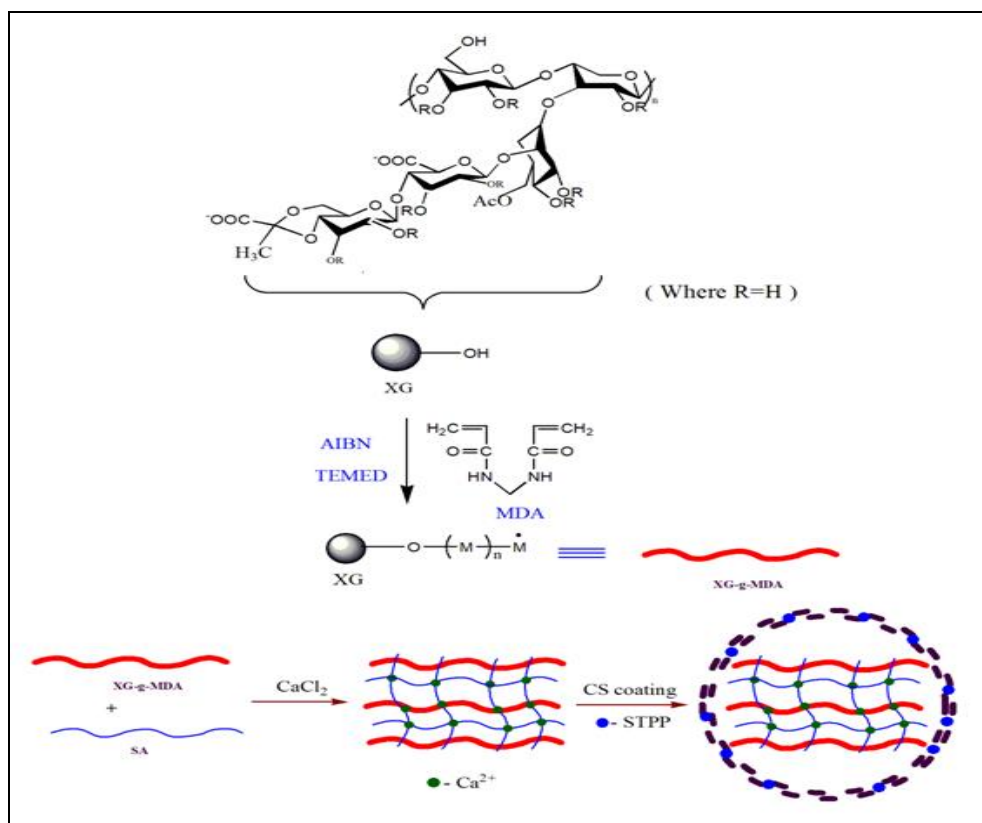 OH
O
O
O
O
RO
OR
n
OR
O
⁻OOC
O
O
O
O
RO
OR
AcO
O
OR
OR
⁻OOC
O
O
O
RO
O
OR
H₃C
OR
( Where R=H )
OH
XG
AIBN
TEMED
H₂C
CH₂
O=C
C=O
HN
NH
MDA
O
( M )n M•
XG
XG-g-MDA
XG-g-MDA
+
SA
CaCl₂
CS coating
- STPP
- Ca²⁺